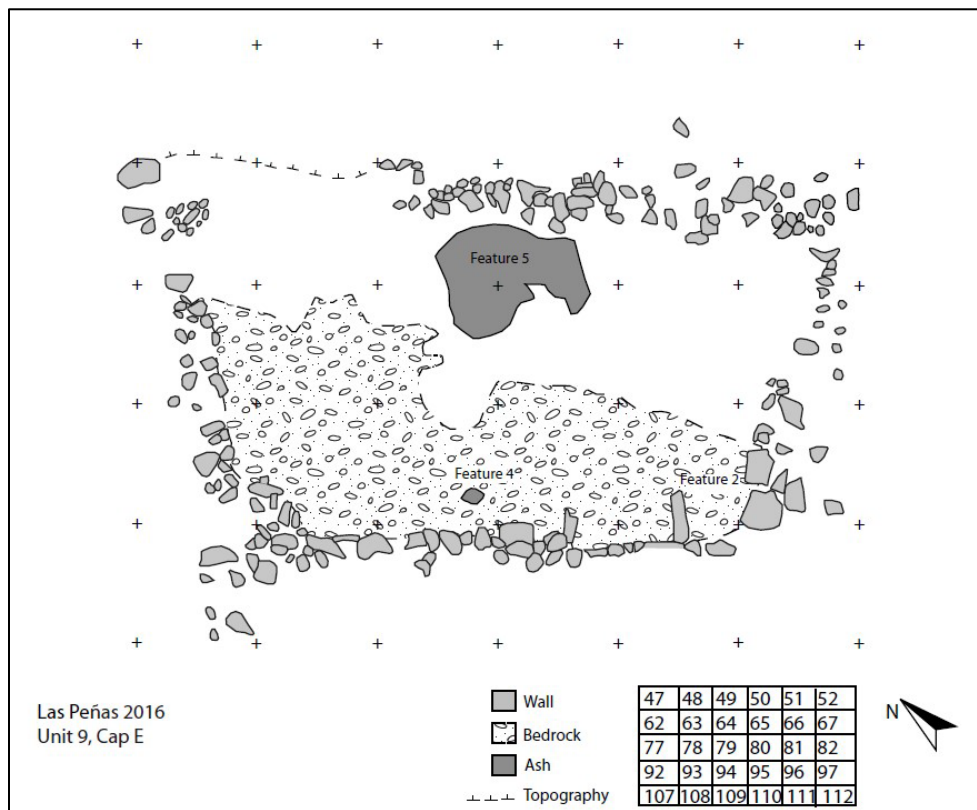 Feature 5
Feature 4
Feature 2
Las Peñas 2016
Unit 9, Cap E
Wall
Bedrock
Ash
Topography
47 48 49 50 51 52
62 63 64 65 66 67
77 78 79 80 81 82
92 93 94 95 96 97
107 108 109 110 111 112
N